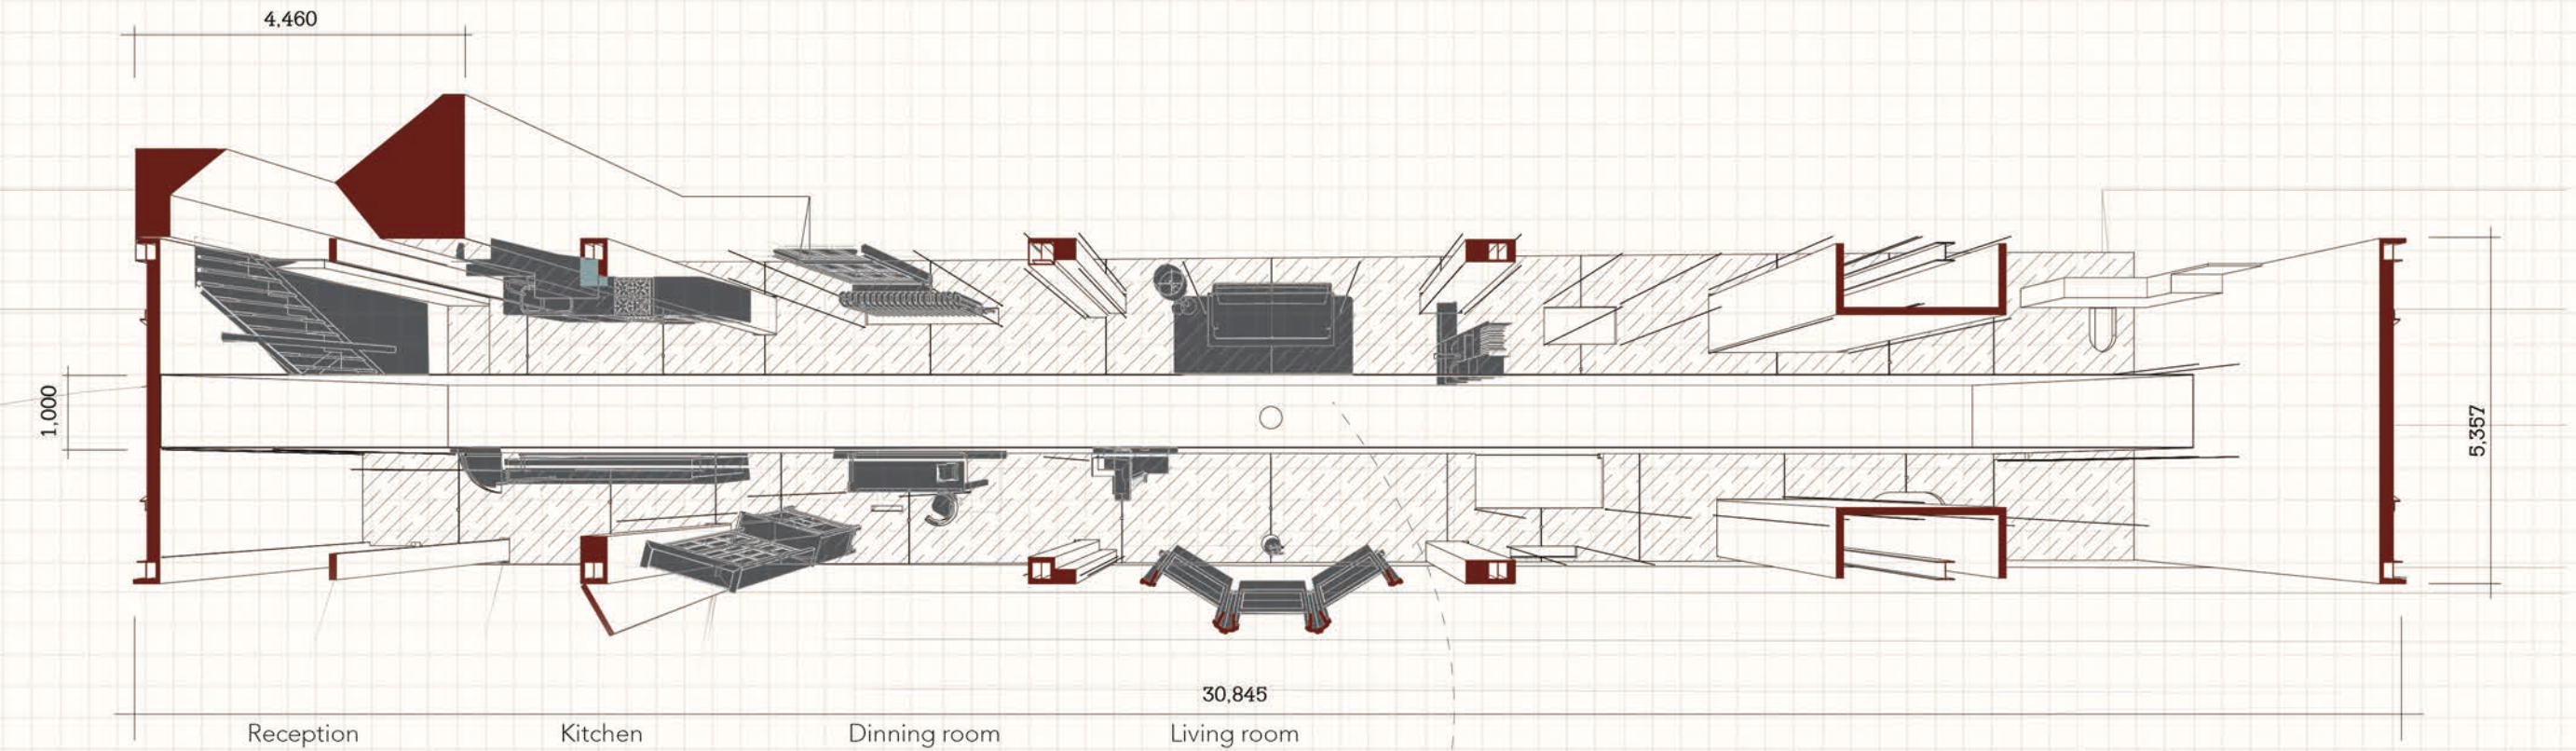 4,460
1,000
5,357
30,845
Reception
Kitchen
Dinning room
Living room